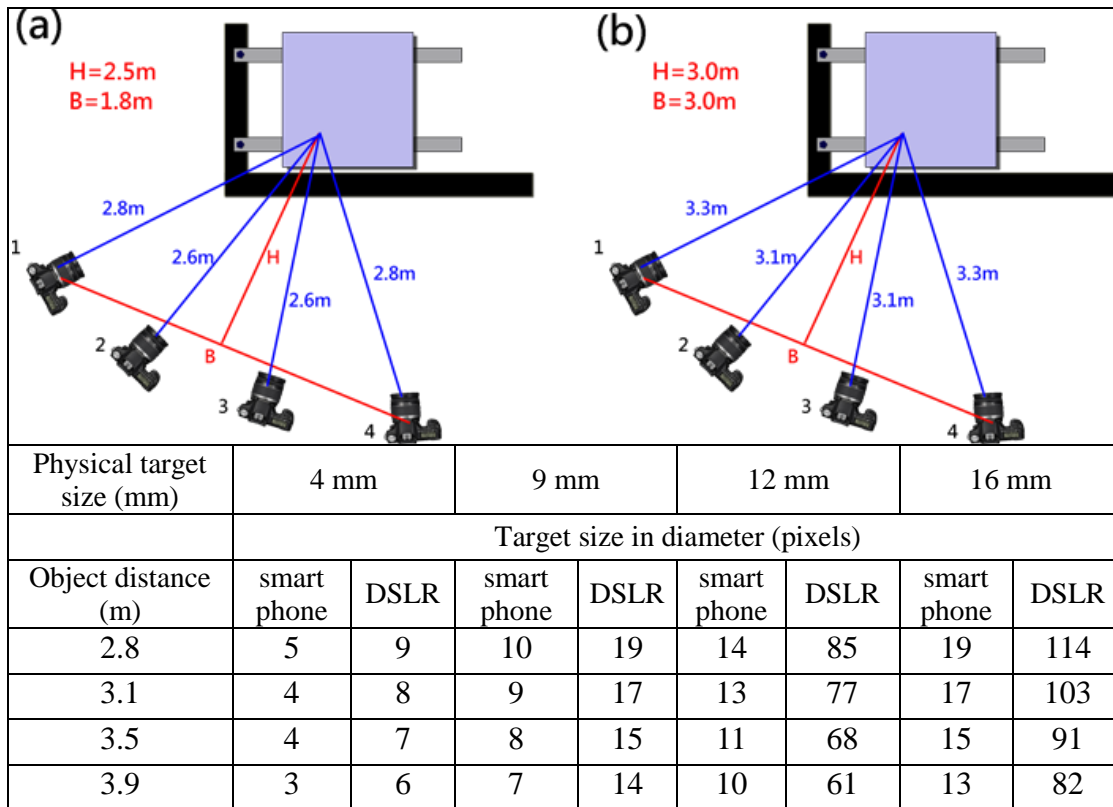 (a)
H=2.5m
B=1.8m
2.8m
2.6m
H
2.6m
2.8m
B
1
2
3
4
(b)
H=3.0m
B=3.0m
3.3m
3.1m
H
3.1m
3.3m
B
1
2
3
4
Physical target size (mm) 4 mm 9 mm 12 mm 16 mm
Target size in diameter (pixels)
Object distance (m) smart phone DSLR smart phone DSLR smart phone DSLR smart phone DSLR
2.8 5 9 10 19 14 85 19 114
3.1 4 8 9 17 13 77 17 103
3.5 4 7 8 15 11 68 15 91
3.9 3 6 7 14 10 61 13 82